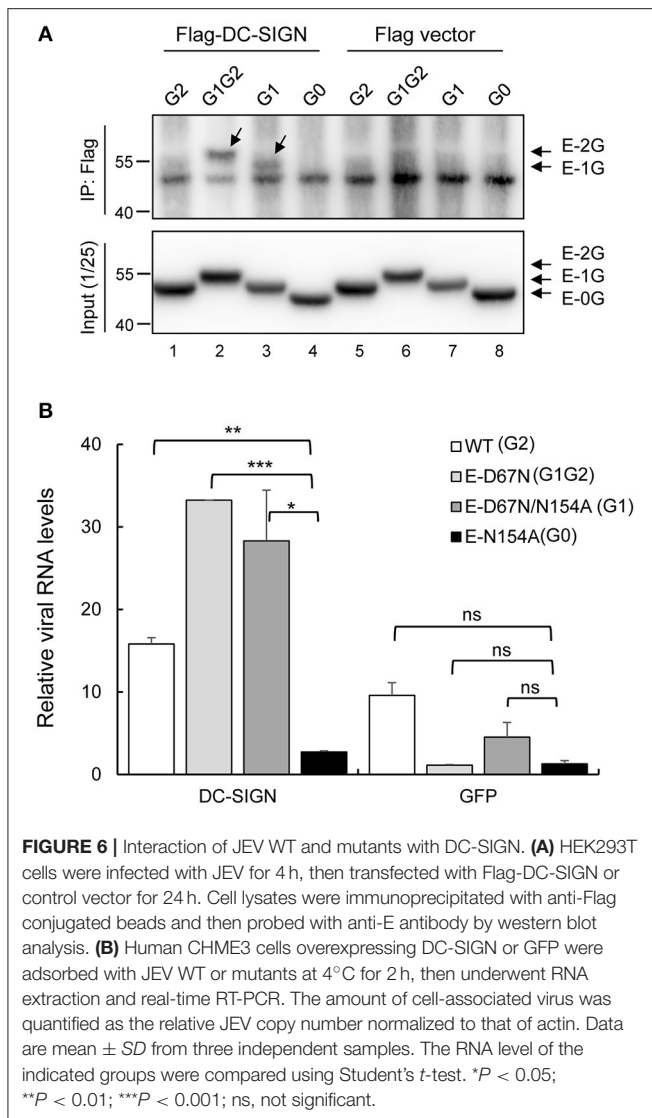 A
Flag-DC-SIGN Flag vector
G2 G1G2 G1 G0 G2 G1G2 G1 G0
IP: Flag
55
40
E-2G
E-1G
Input (1/25)
55
40
E-2G
E-1G
E-0G
1 2 3 4 5 6 7 8
B
Relative viral RNA levels
40
30
20
10
0
**
***
*
ns
ns
ns
WT (G2)
E-D67N (G1G2)
E-D67N/N154A (G1)
E-N154A(G0)
DC-SIGN GFP
FIGURE 6 | Interaction of JEV WT and mutants with DC-SIGN. (A) HEK293T
cells were infected with JEV for 4 h, then transfected with Flag-DC-SIGN or
control vector for 24 h. Cell lysates were immunoprecipitated with anti-Flag
conjugated beads and then probed with anti-E antibody by western blot
analysis. (B) Human CHME3 cells overexpressing DC-SIGN or GFP were
adsorbed with JEV WT or mutants at 4°C for 2 h, then underwent RNA
extraction and real-time RT-PCR. The amount of cell-associated virus was
quantified as the relative JEV copy number normalized to that of actin. Data
are mean ± SD from three independent samples. The RNA level of the
indicated groups were compared using Student's t-test. *P < 0.05;
**P < 0.01; ***P < 0.001; ns, not significant.